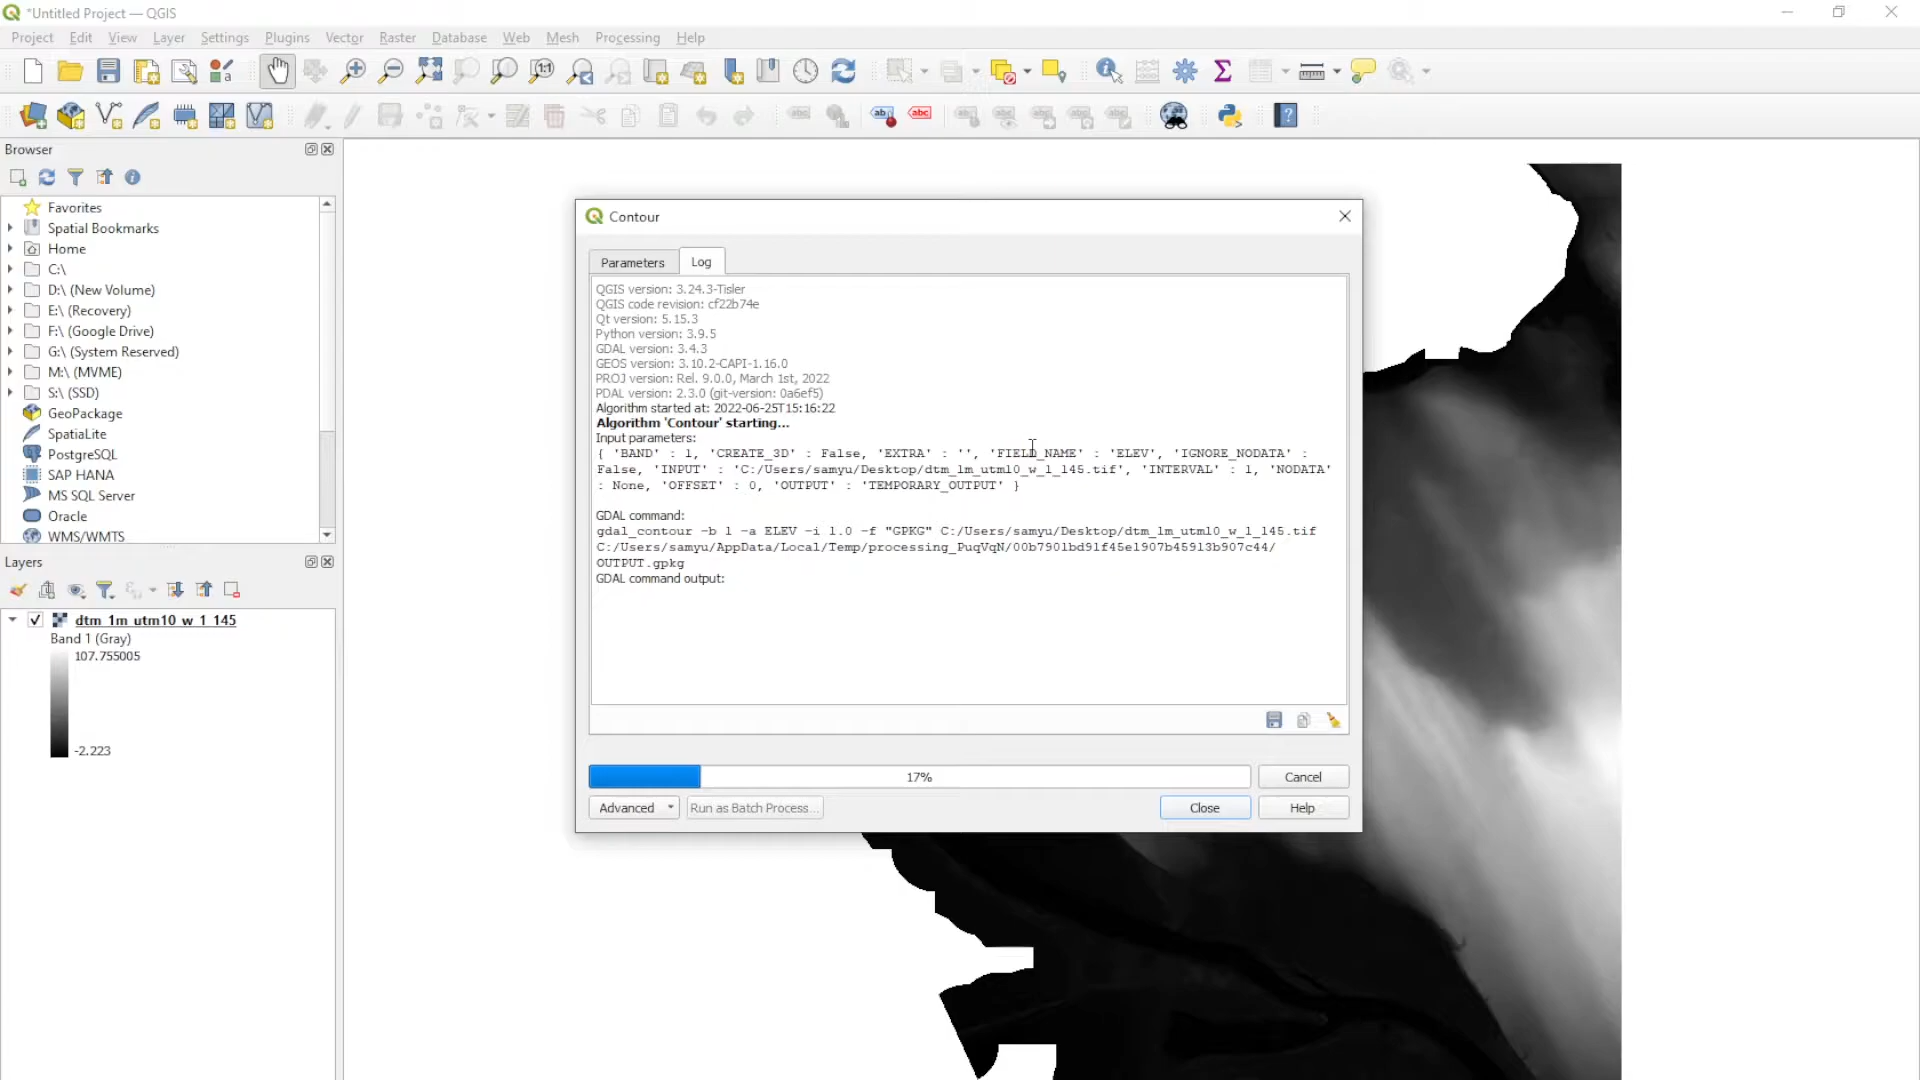 *Untitled Project — QGIS
Project Edit View Layer Settings Plugins Vector Raster Database Web Mesh Processing Help
Browser
Favorites
Spatial Bookmarks
Home
C:\
D:\ (New Volume)
E:\ (Recovery)
F:\ (Google Drive)
G:\ (System Reserved)
M:\ (MVME)
S:\ (SSD)
GeoPackage
SpatiaLite
PostgreSQL
SAP HANA
MS SQL Server
Oracle
WMS/WMTS
Layers
dtm_1m_utm10_w_1_145
Band 1 (Gray)
107.755005
-2.223
Contour
Parameters Log
QGIS version: 3.24.3-Tisler
QGIS code revision: cf22b74e
Qt version: 5.15.3
Python version: 3.9.5
GDAL version: 3.4.3
GEOS version: 3.10.2-CAPI-1.16.0
PROJ version: Rel. 9.0.0, March 1st, 2022
PDAL version: 2.3.0 (git-version: 0a6ef5)
Algorithm started at: 2022-06-25T15:16:22
Algorithm 'Contour' starting...
Input parameters:
{ 'BAND' : 1, 'CREATE_3D' : False, 'EXTRA' : '', 'FIELD_NAME' : 'ELEV', 'IGNORE_NODATA' :
False, 'INPUT' : 'C:/Users/samyu/Desktop/dtm_1m_utm10_w_1_145.tif', 'INTERVAL' : 1, 'NODATA'
: None, 'OFFSET' : 0, 'OUTPUT' : 'TEMPORARY_OUTPUT' }
GDAL command:
gdal_contour -b 1 -a ELEV -i 1.0 -f "GPKG" C:/Users/samyu/Desktop/dtm_1m_utm10_w_1_145.tif
C:/Users/samyu/AppData/Local/Temp/processing_PuqVqN/00b7901bd91f45e1907b45913b907c44/
OUTPUT.gpkg
GDAL command output:
17%
Cancel
Advanced Run as Batch Process... Close Help